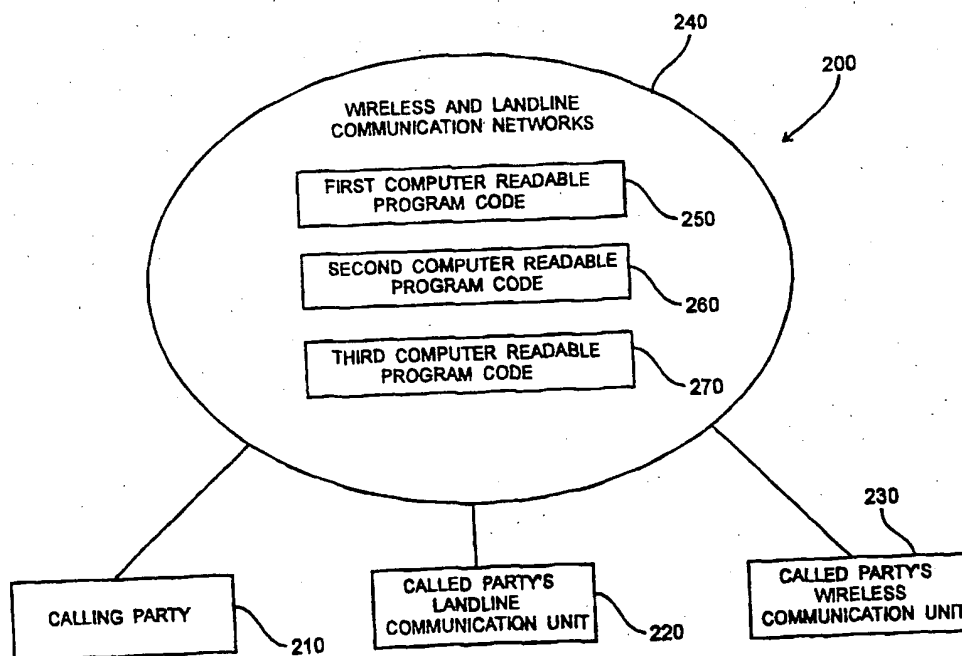 240
200
WIRELESS AND LANDLINE
COMMUNICATION NETWORKS
FIRST COMPUTER READABLE
PROGRAM CODE
250
SECOND COMPUTER READABLE
PROGRAM CODE
260
THIRD COMPUTER READABLE
PROGRAM CODE
270
CALLING PARTY
210
CALLED PARTY'S
LANDLINE
COMMUNICATION UNIT
220
230
CALLED PARTY'S
WIRELESS
COMMUNICATION UNIT